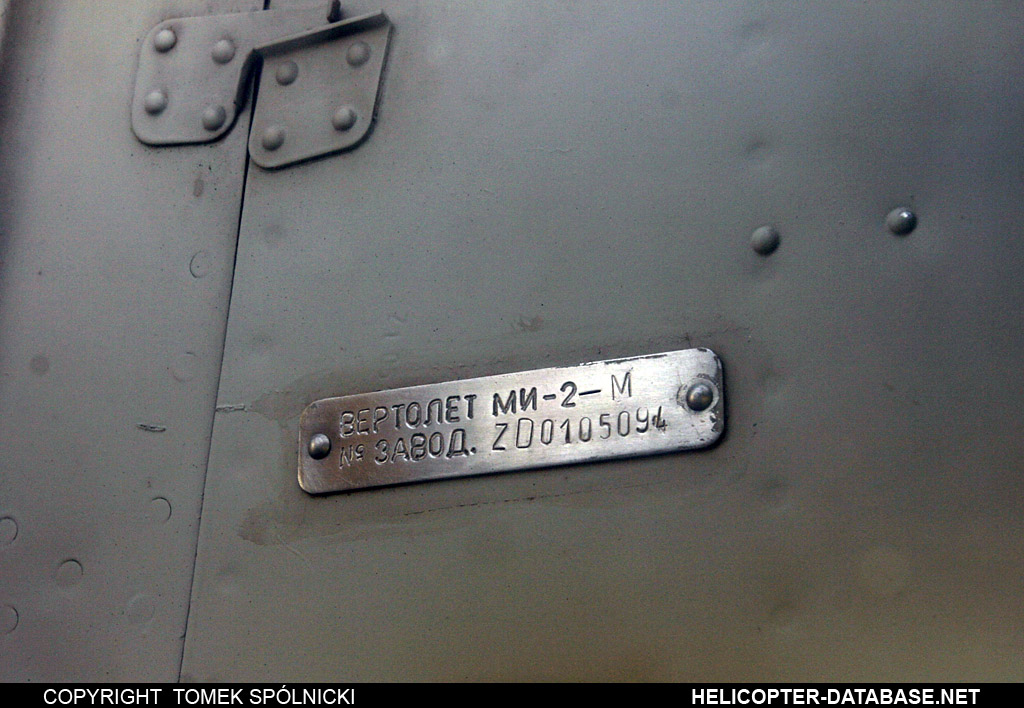 ВЕРТОЛЕТ МИ-2-М
№ ЗАВОД. ZD0105094
COPYRIGHT TOMEK SPÓLNICKI
HELICOPTER-DATABASE.NET